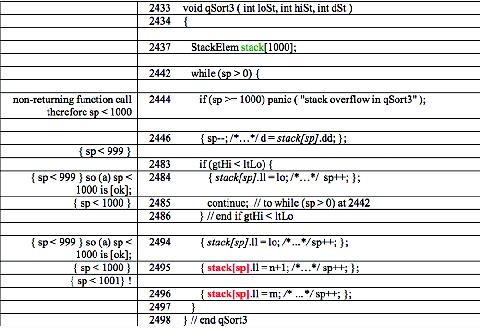 2433 void qSort3 ( int loSt, int hiSt, int dSt )
2434 {
2437 StackElem stack[1000];
2442 while (sp > 0) {
non-returning function call 2444 if (sp >= 1000) panic ( "stack overflow in qSort3" );
therefore sp < 1000
2446 { sp--; /*…*/ d = stack[sp].dd; };
{ sp < 999 }
2483 if (gtHi < ltLo) {
{ sp < 999 } so (a) sp < 2484 { stack[sp].ll = lo; /*…*/ sp++; };
1000 is [ok];
{ sp < 1000 } 2485 continue; // to while (sp > 0) at 2442
2486 } // end if gtHi < ltLo
{ sp < 999 } so (a) sp < 2494 { stack[sp].ll = lo; /*...*/ sp++; };
1000 is [ok];
{ sp < 1000 } 2495 { stack[sp].ll = n+1; /*…*/ sp++; };
{ sp < 1001} !
2496 { stack[sp].ll = m; /* ...*/ sp++; };
2497 }
2498 } // end qSort3